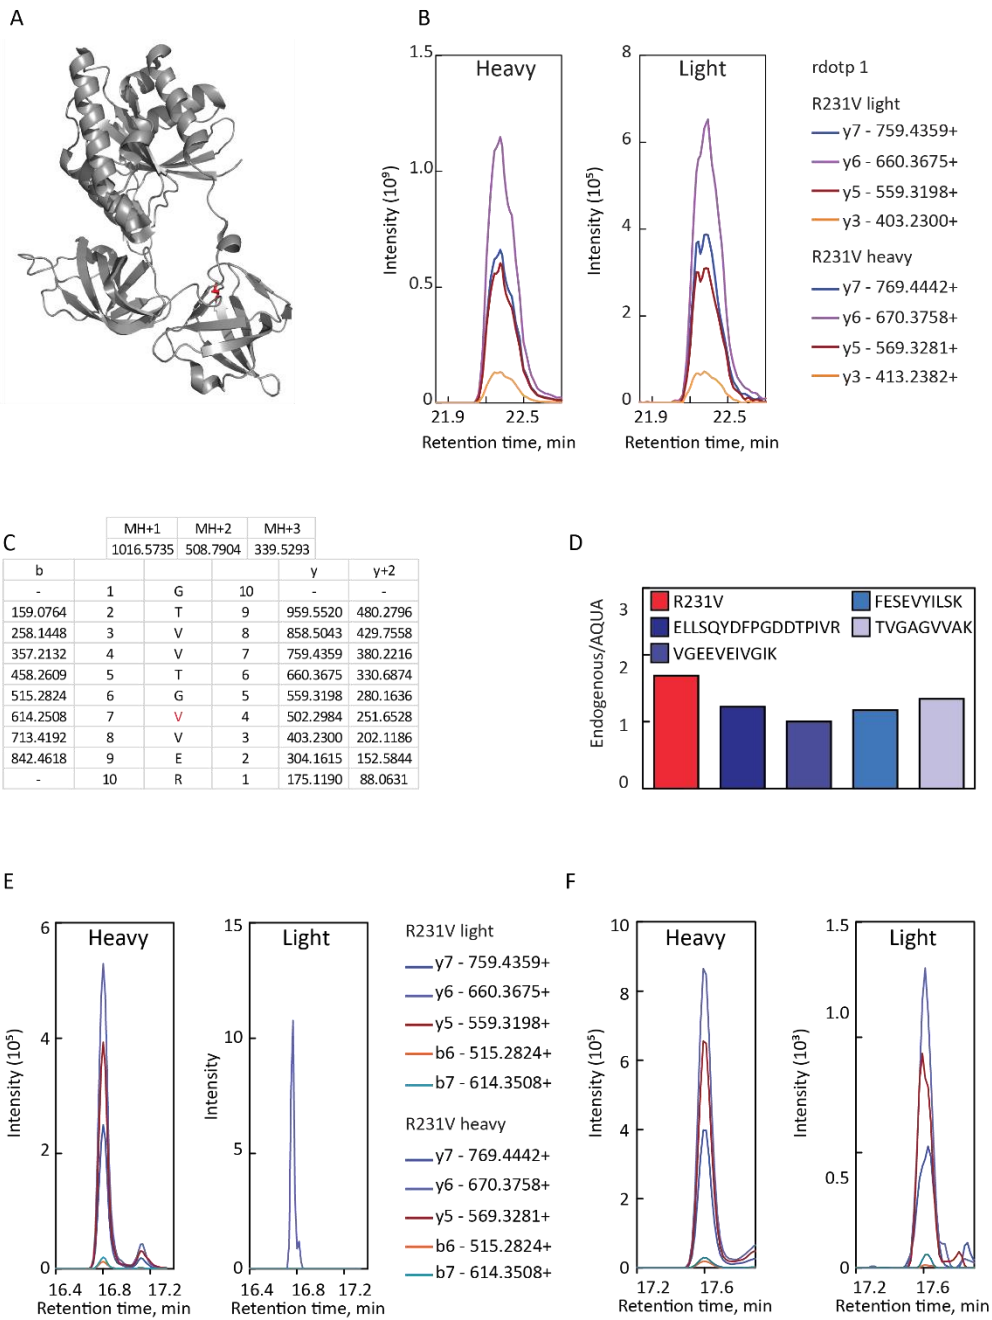 A
B
1.5
1.0
0.5
0
Heavy
Intensity (10⁹)
21.9
22.5
Retention time, min
8
6
4
2
0
Light
Intensity (10⁵)
21.9
22.5
Retention time, min
rdotp 1
R231V light
y7 - 759.4359+
y6 - 660.3675+
y5 - 559.3198+
y3 - 403.2300+
R231V heavy
y7 - 769.4442+
y6 - 670.3758+
y5 - 569.3281+
y3 - 413.2382+
C
MH+1 MH+2 MH+3
1016.5735 508.7904 339.5293
b y y+2
- 1 G 10 - -
159.0764 2 T 9 959.5520 480.2796
258.1448 3 V 8 858.5043 429.7558
357.2132 4 V 7 759.4359 380.2216
458.2609 5 T 6 660.3675 330.6874
515.2824 6 G 5 559.3198 280.1636
614.2508 7 V 4 502.2984 251.6528
713.4192 8 V 3 403.2300 202.1186
842.4618 9 E 2 304.1615 152.5844
- 10 R 1 175.1190 88.0631
D
Endogenous/AQUA
3
2
1
0
R231V
ELLSQYDFPGDDTPIVR
VGEEVEIVGIK
FESEVYILSK
TVGAGVVAK
E
6
4
2
0
Heavy
Intensity (10⁵)
16.4 16.8 17.2
Retention time, min
15
10
5
0
Light
Intensity
16.4 16.8 17.2
Retention time, min
R231V light
y7 - 759.4359+
y6 - 660.3675+
y5 - 559.3198+
b6 - 515.2824+
b7 - 614.3508+
R231V heavy
y7 - 769.4442+
y6 - 670.3758+
y5 - 569.3281+
b6 - 515.2824+
b7 - 614.3508+
F
10
8
6
4
2
0
Heavy
Intensity (10⁵)
17.2 17.6
Retention time, min
1.5
1.0
0.5
0
Light
Intensity (10³)
17.2 17.6
Retention time, min